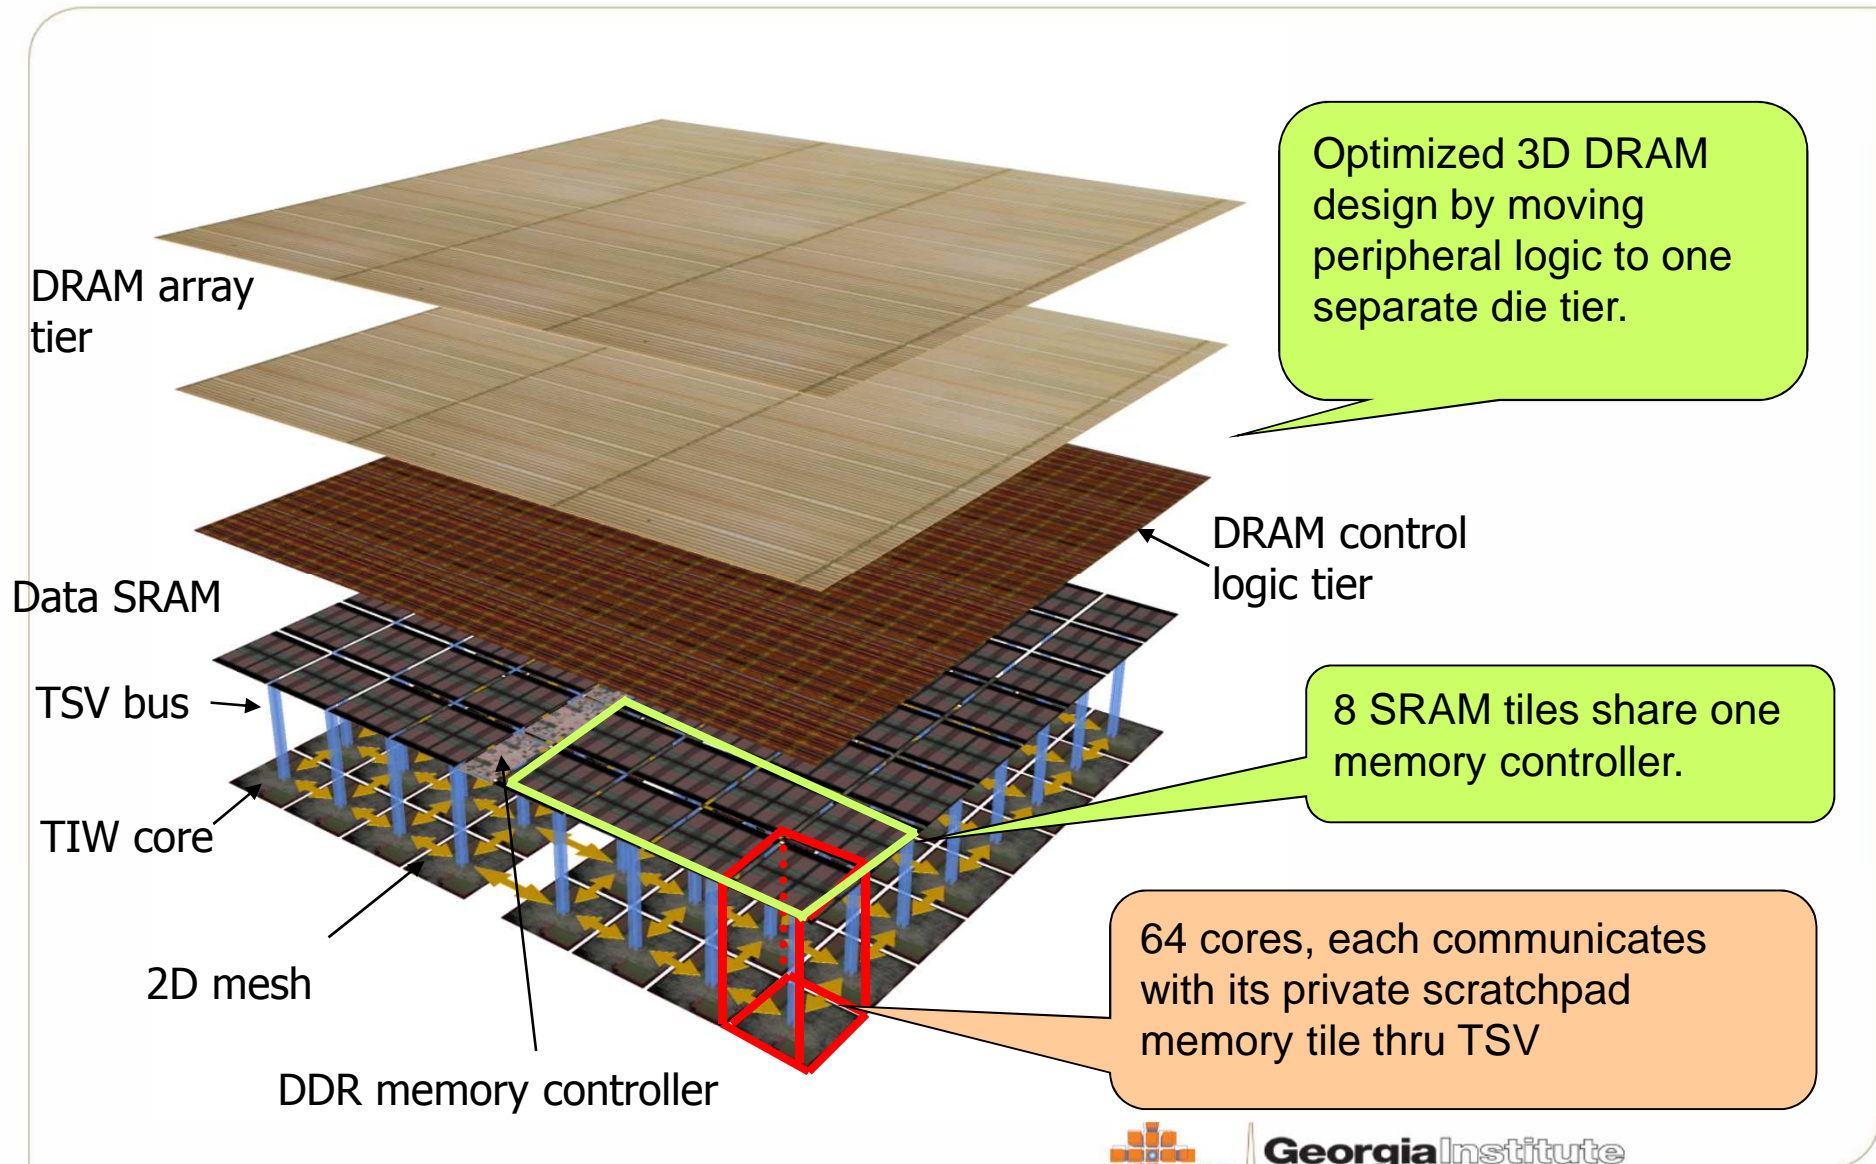 Optimized 3D DRAM
design by moving
peripheral logic to one
separate die tier.
DRAM array
tier
DRAM control
logic tier
Data SRAM
TSV bus
8 SRAM tiles share one
memory controller.
TIW core
2D mesh
64 cores, each communicates
with its private scratchpad
memory tile thru TSV
DDR memory controller
GeorgiaInstitute